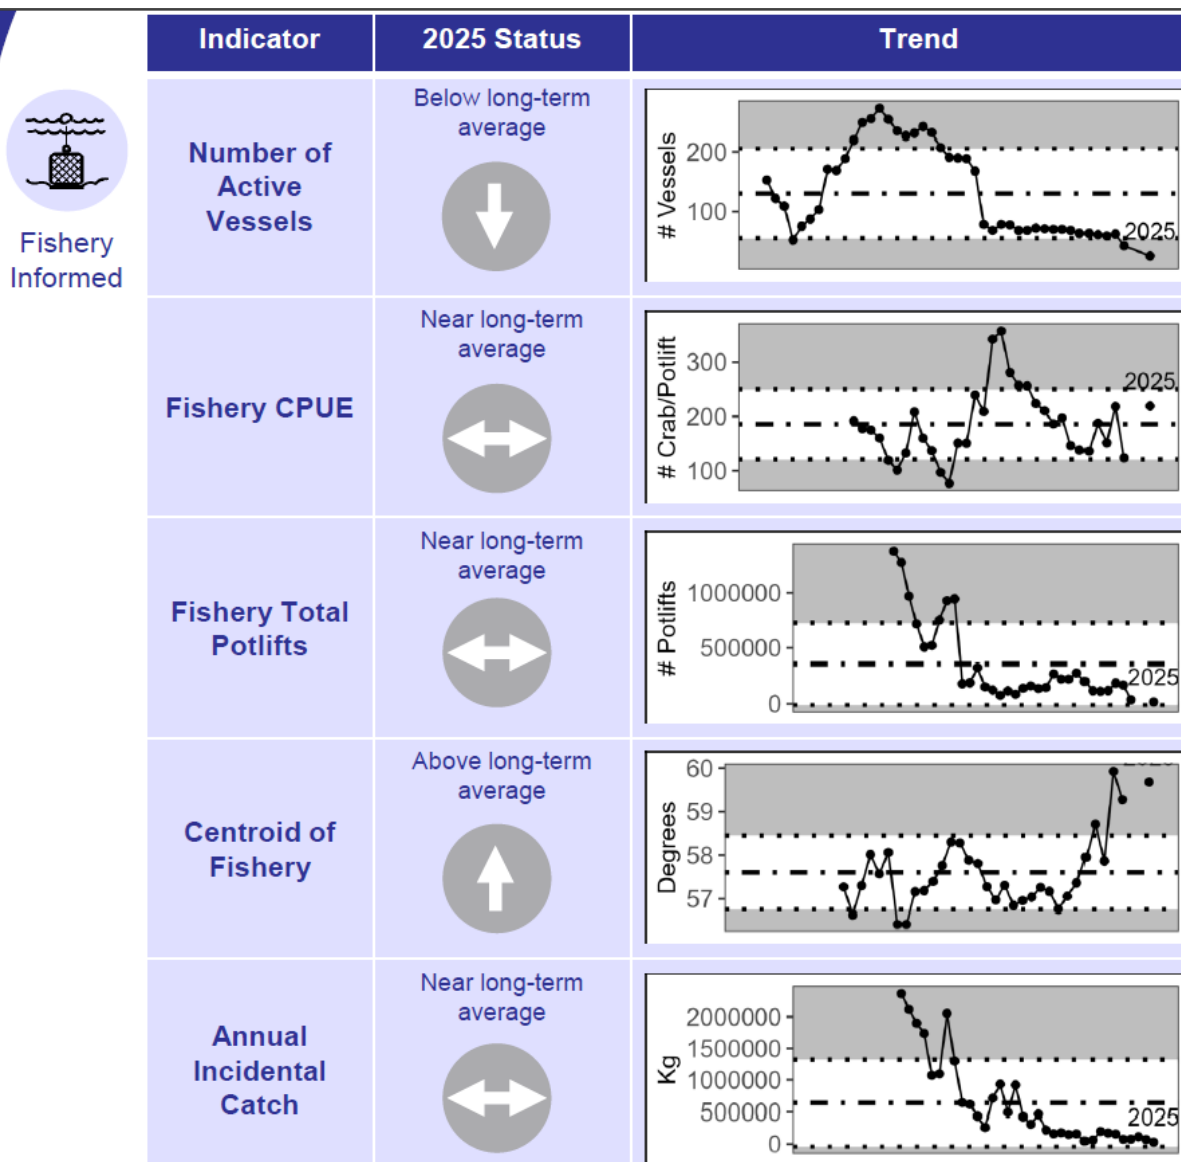 Indicator
2025 Status
Trend
Fishery
Informed
Number of
Active
Vessels
Below long-term
average
# Vessels
200
100
2025
Fishery CPUE
Near long-term
average
# Crab/Potlift
300
200
100
2025
Fishery Total
Potlifts
Near long-term
average
# Potlifts
1000000
500000
0
2025
Centroid of
Fishery
Above long-term
average
Degrees
60
59
58
57
Annual
Incidental
Catch
Near long-term
average
Kg
2000000
1500000
1000000
500000
0
2025